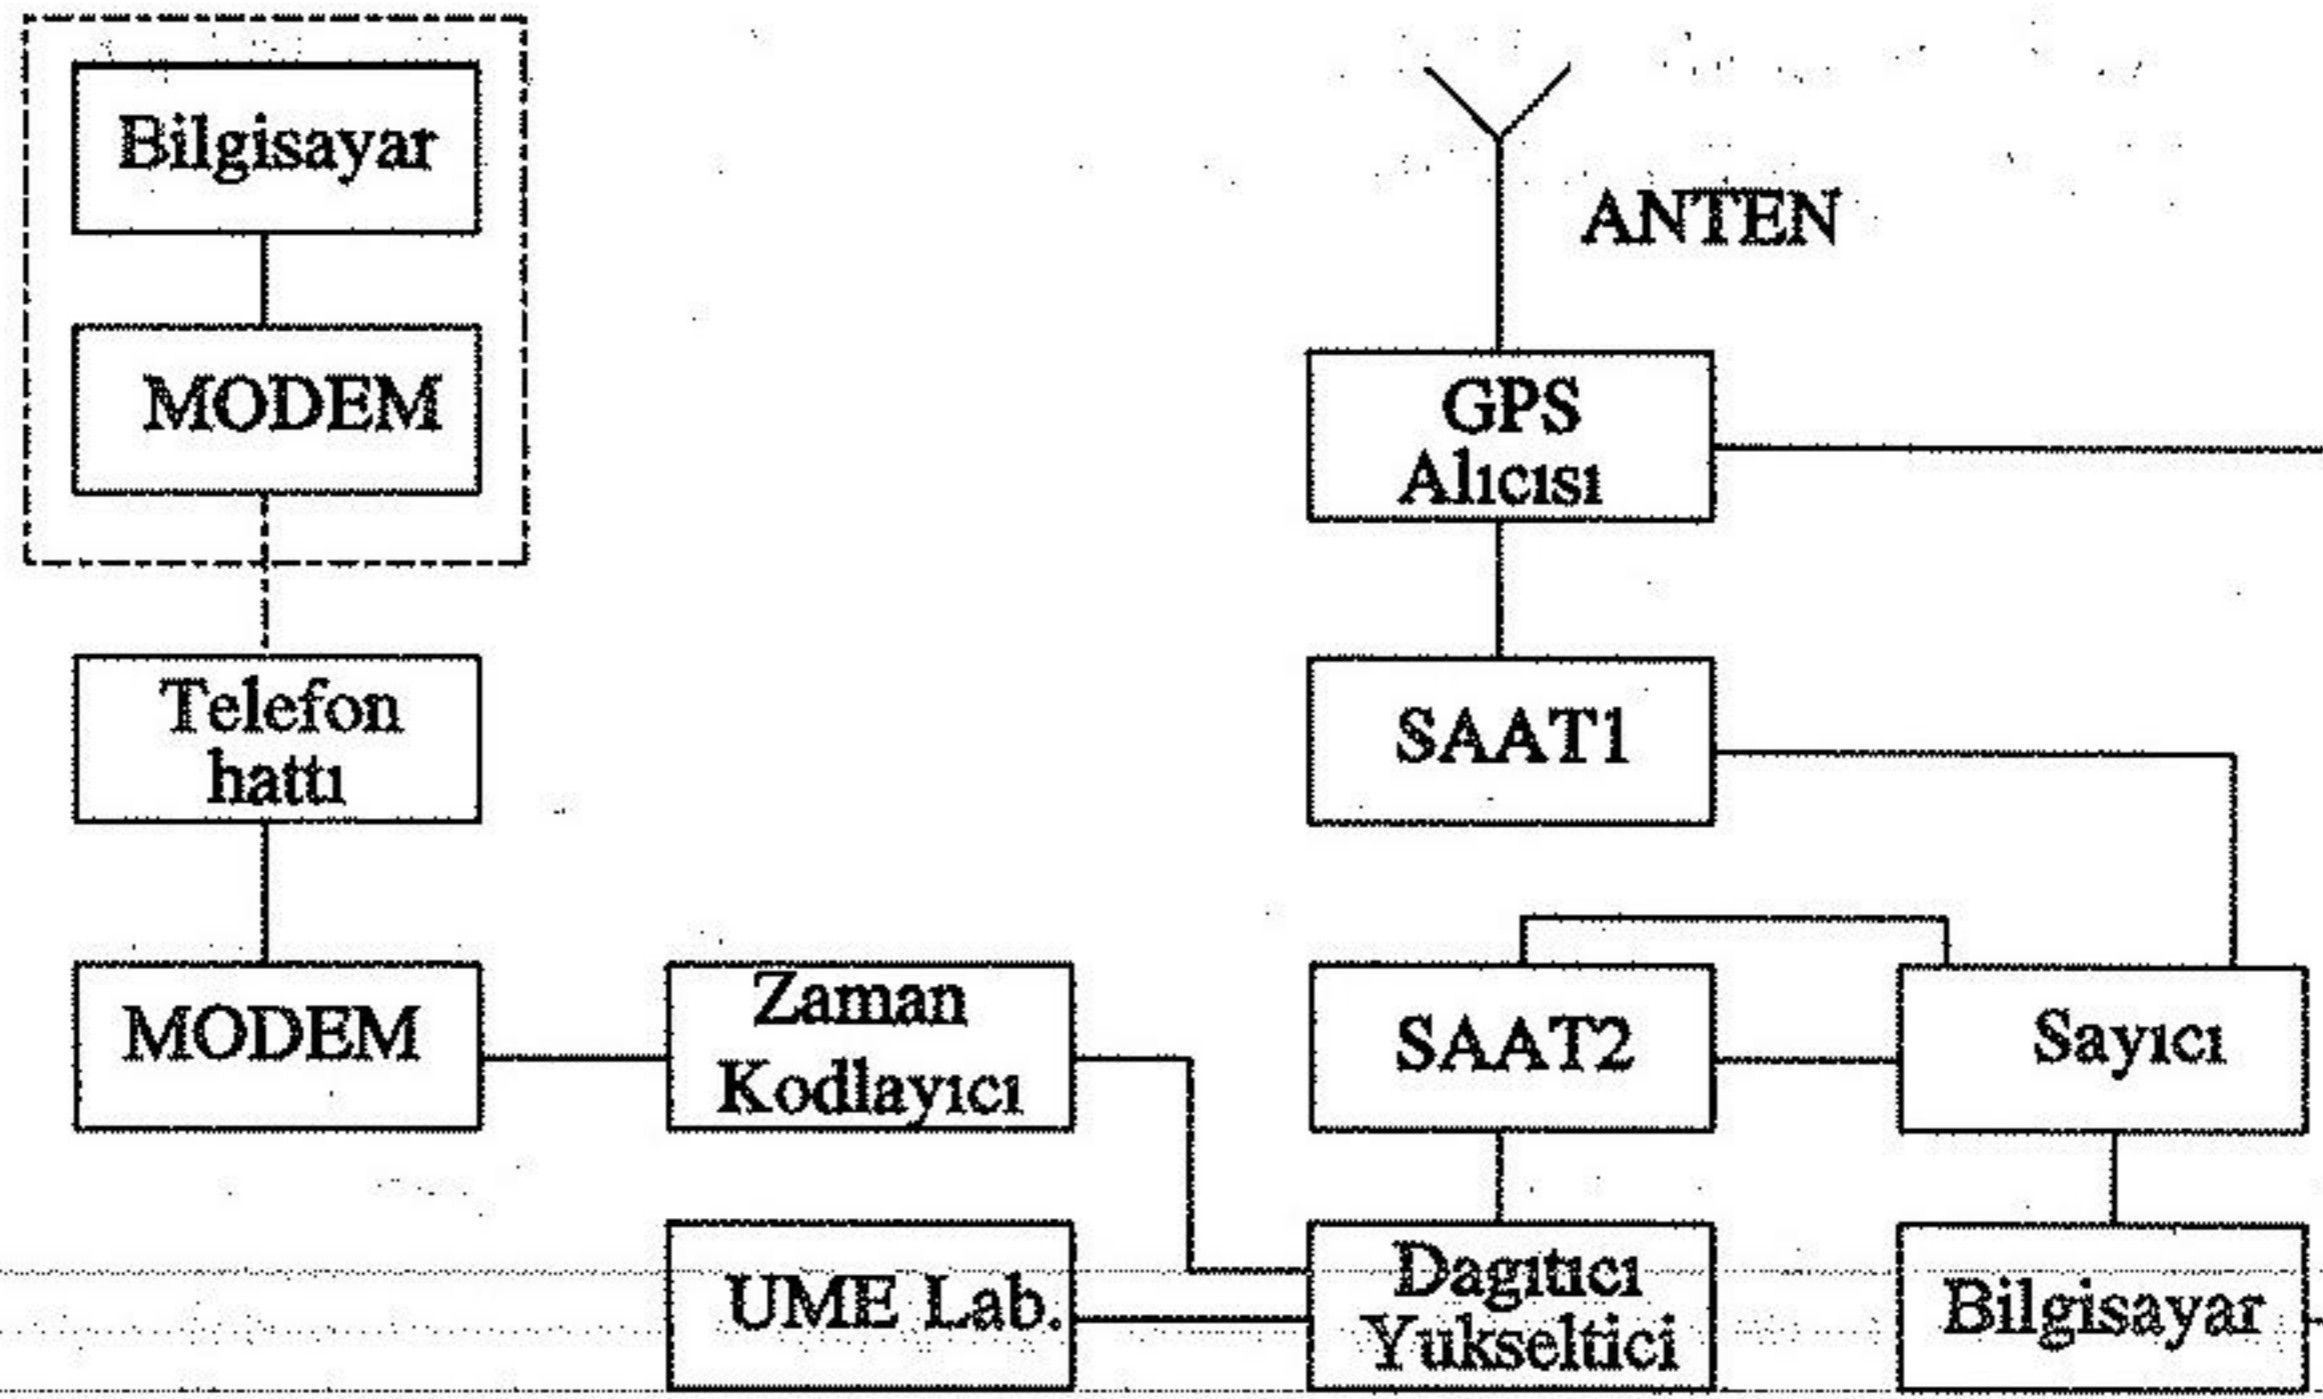 Bilgisayar
MODEM
Telefon
hattı
MODEM
Zaman
Kodlayıcı
UME Lab.
ANTEN
GPS
Alıcısı
SAAT1
SAAT2
Sayıcı
Dagıtıcı
Yukseltici
Bilgisayar